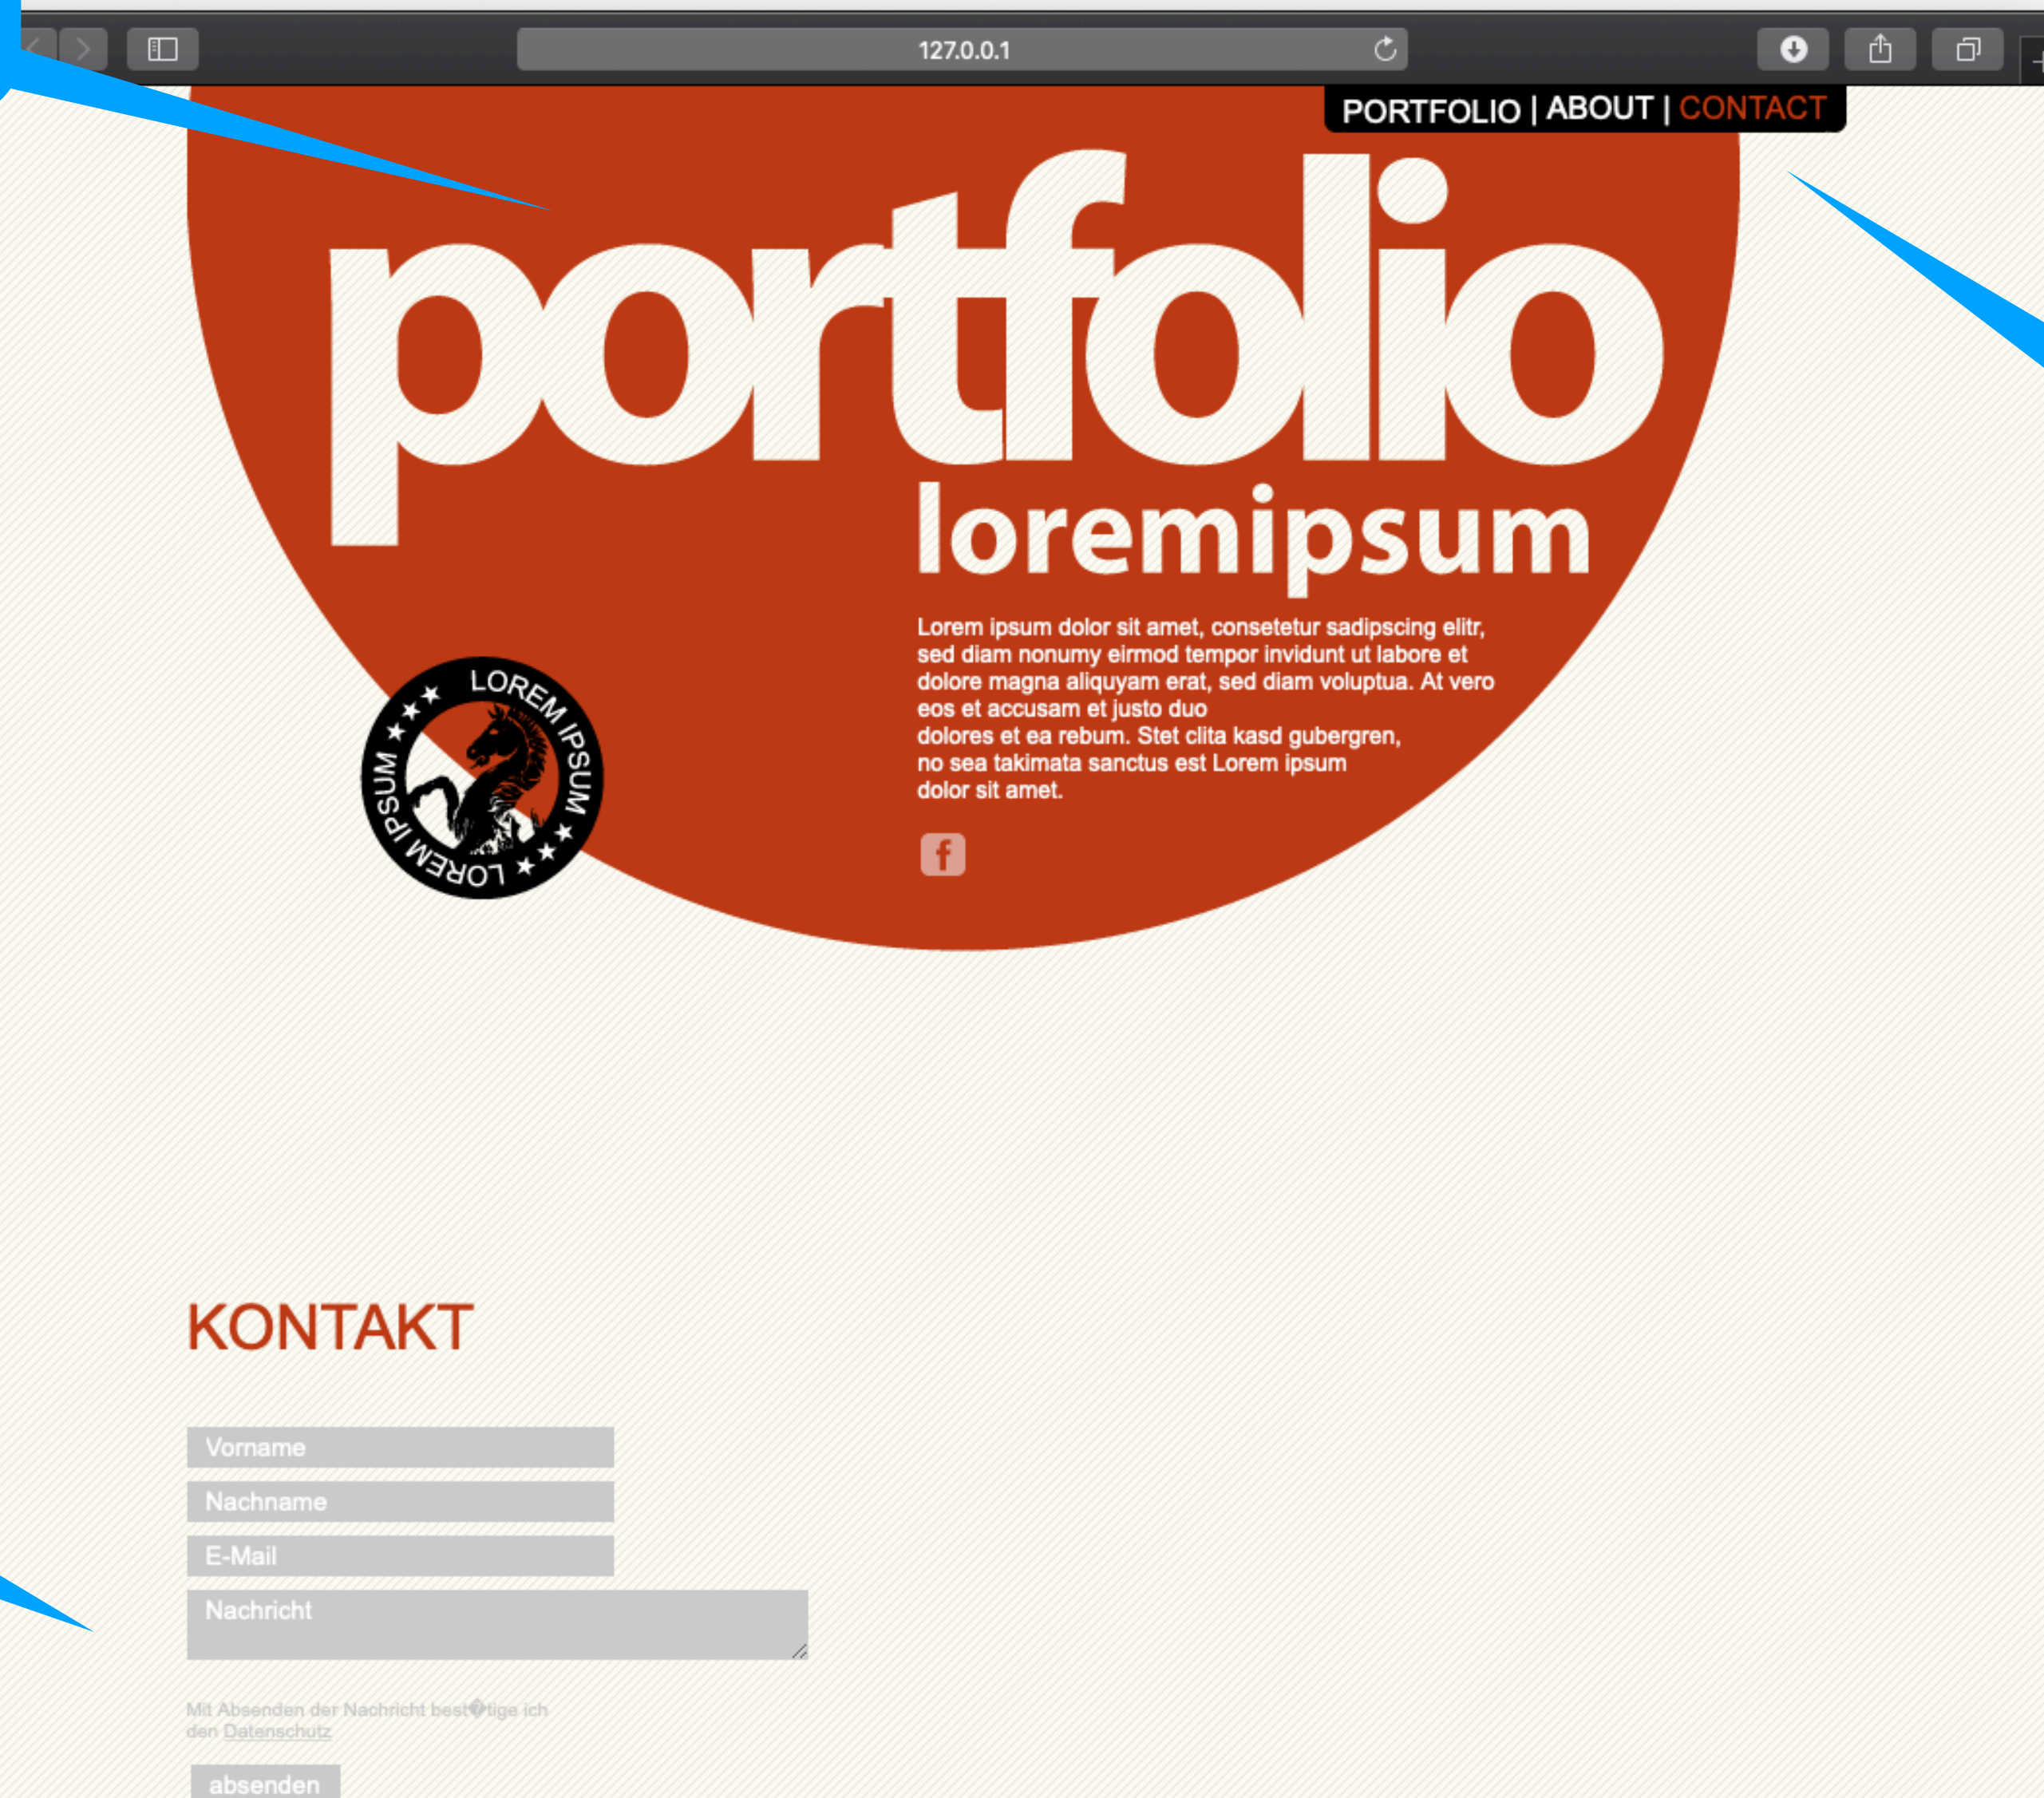 127.0.0.1
PORTFOLIO | ABOUT | CONTACT
portfolio
loremipsum
Lorem ipsum dolor sit amet, consetetur sadipscing elitr,
sed diam nonumy eirmod tempor invidunt ut labore et
dolore magna aliquyam erat, sed diam voluptua. At vero
eos et accusam et justo duo
dolores et ea rebum. Stet clita kasd gubergren,
no sea takimata sanctus est Lorem ipsum
dolor sit amet.
LOREM IPSUM ★★★ LOREM IPSUM ★★★
f
KONTAKT
Vorname
Nachname
E-Mail
Nachricht
Mit Absenden der Nachricht best�tige ich
den Datenschutz
absenden